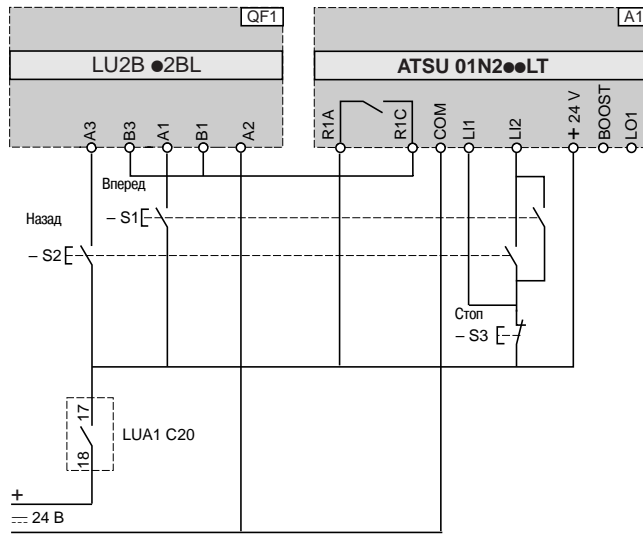 QF1
A1
LU2B ●2BL
ATSU 01N2●●LT
A3
B3
A1
B1
A2
R1A
R1C
COM
LI1
LI2
+ 24 V
BOOST
LO1
Вперед
– S1
Назад
– S2
Стоп
– S3
17
18
LUA1 C20
+
24 В